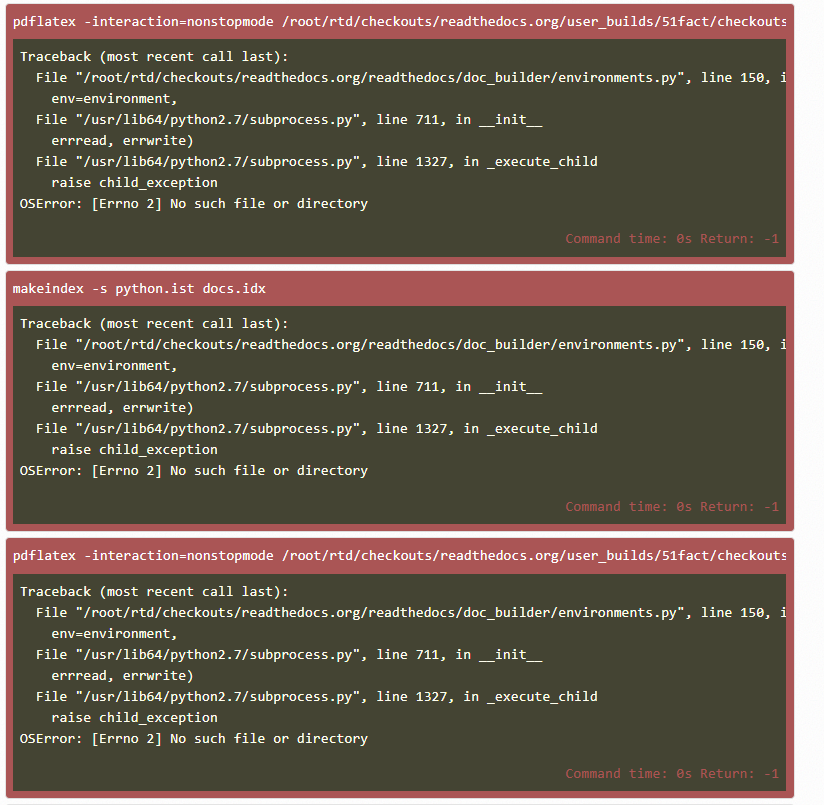 pdflatex -interaction=nonstopmode /root/rtd/checkouts/readthedocs.org/user_builds/51fact/checkouts
Traceback (most recent call last):
  File "/root/rtd/checkouts/readthedocs.org/readthedocs/doc_builder/environments.py", line 150, i
    env=environment,
  File "/usr/lib64/python2.7/subprocess.py", line 711, in __init__
    errread, errwrite)
  File "/usr/lib64/python2.7/subprocess.py", line 1327, in _execute_child
    raise child_exception
OSError: [Errno 2] No such file or directory
Command time: 0s Return: -1
makeindex -s python.ist docs.idx
Traceback (most recent call last):
  File "/root/rtd/checkouts/readthedocs.org/readthedocs/doc_builder/environments.py", line 150, i
    env=environment,
  File "/usr/lib64/python2.7/subprocess.py", line 711, in __init__
    errread, errwrite)
  File "/usr/lib64/python2.7/subprocess.py", line 1327, in _execute_child
    raise child_exception
OSError: [Errno 2] No such file or directory
Command time: 0s Return: -1
pdflatex -interaction=nonstopmode /root/rtd/checkouts/readthedocs.org/user_builds/51fact/checkouts
Traceback (most recent call last):
  File "/root/rtd/checkouts/readthedocs.org/readthedocs/doc_builder/environments.py", line 150, i
    env=environment,
  File "/usr/lib64/python2.7/subprocess.py", line 711, in __init__
    errread, errwrite)
  File "/usr/lib64/python2.7/subprocess.py", line 1327, in _execute_child
    raise child_exception
OSError: [Errno 2] No such file or directory
Command time: 0s Return: -1